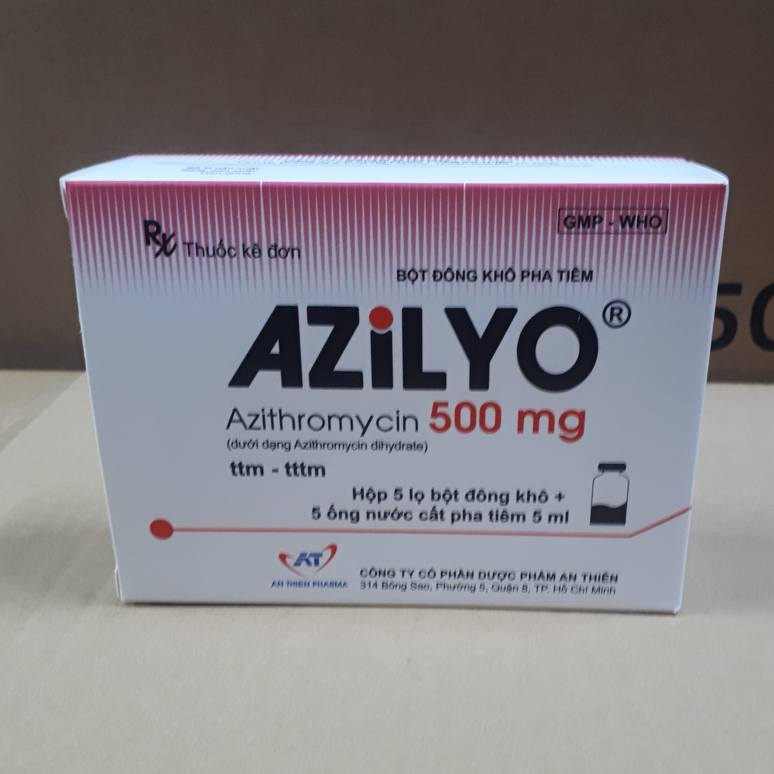 Rx Thuốc kê đơn
GMP - WHO
BỘT ĐÔNG KHÔ PHA TIÊM
AZiLYO®
Azithromycin 500 mg
(dưới dạng Azithromycin dihydrate)
ttm - tttm
Hộp 5 lọ bột đông khô +
5 ống nước cất pha tiêm 5 ml
AT
AN THIEN PHARMA
CÔNG TY CỔ PHẦN DƯỢC PHẨM AN THIÊN
314 Bông Sao, Phường 5, Quận 8, TP. Hồ Chí Minh
50